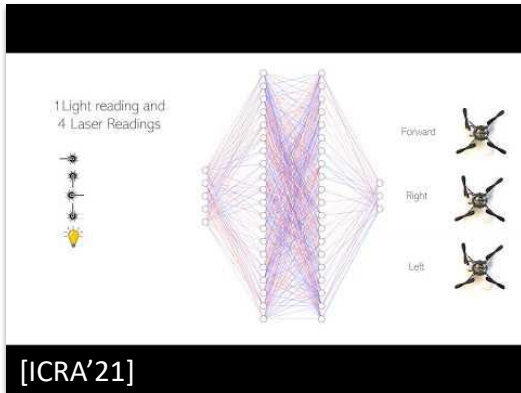 1 Light reading and
4 Laser Readings
Forward
Right
Left
[ICRA'21]